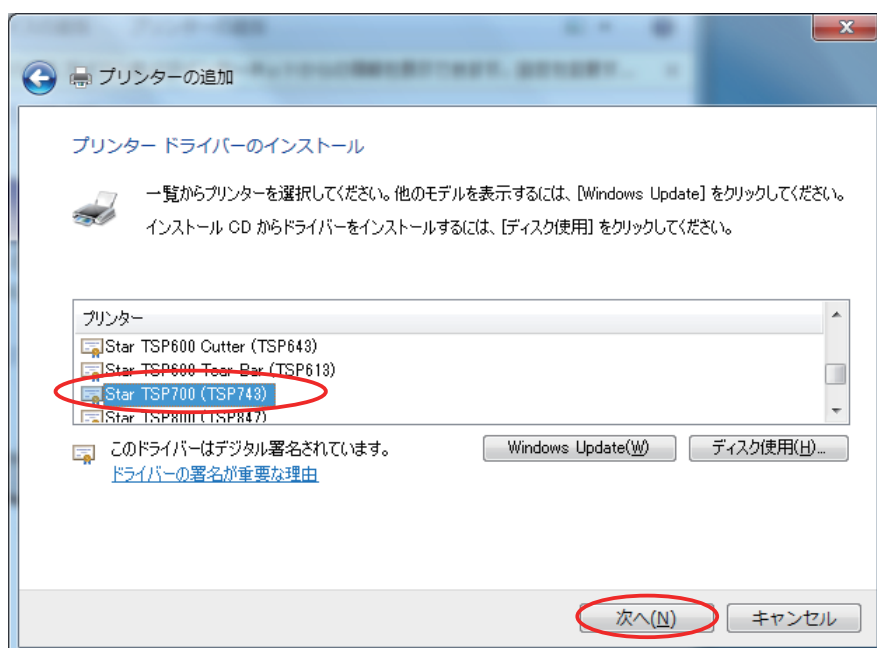 プリンターの追加
プリンター ドライバーのインストール
一覧からプリンターを選択してください。他のモデルを表示するには、[Windows Update] をクリックしてください。
インストール CD からドライバーをインストールするには、[ディスク使用] をクリックしてください。
プリンター
Star TSP600 Cutter (TSP643)
Star TSP600 Tear Bar (TSP613)
Star TSP700 (TSP743)
Star TSP800 (TSP847)
このドライバーはデジタル署名されています。
Windows Update(W)
ディスク使用(H)...
ドライバーの署名が重要な理由
次へ(N)
キャンセル